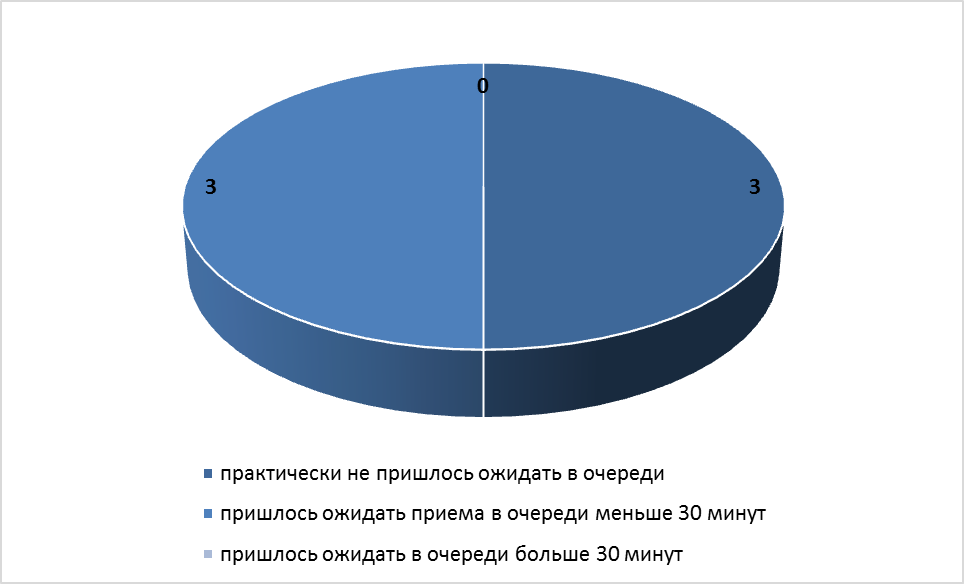 0
3
3
практически не пришлось ожидать в очереди
пришлось ожидать приема в очереди меньше 30 минут
пришлось ожидать в очереди больше 30 минут